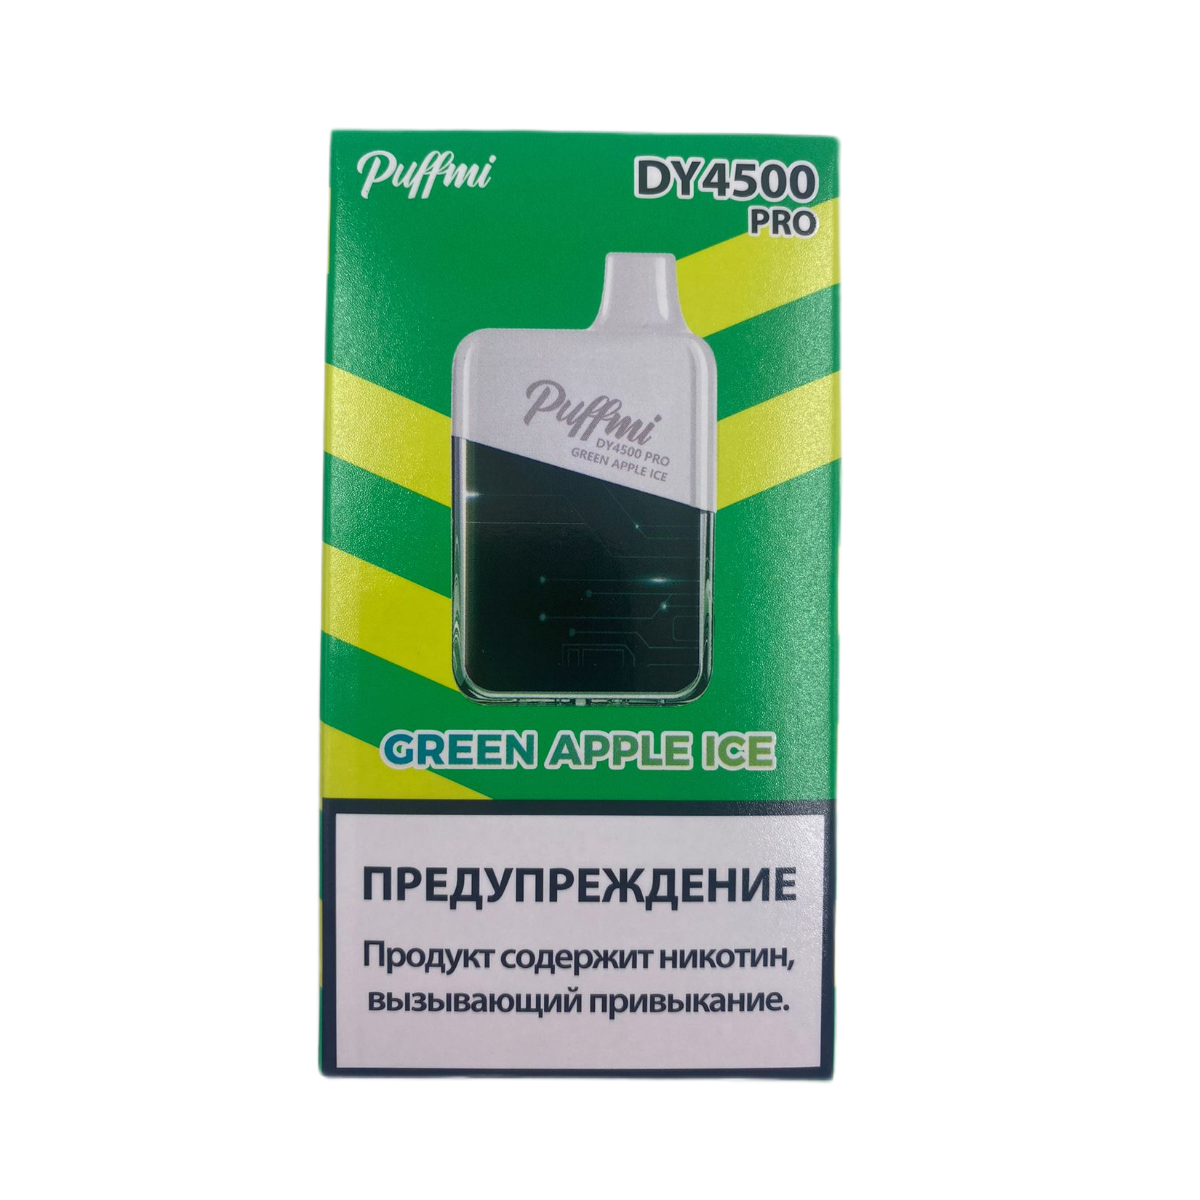 Puffmi
DY4500
PRO
Puffmi
DY4500 PRO
GREEN APPLE ICE
GREEN APPLE ICE
ПРЕДУПРЕЖДЕНИЕ
Продукт содержит никотин,
вызывающий привыкание.